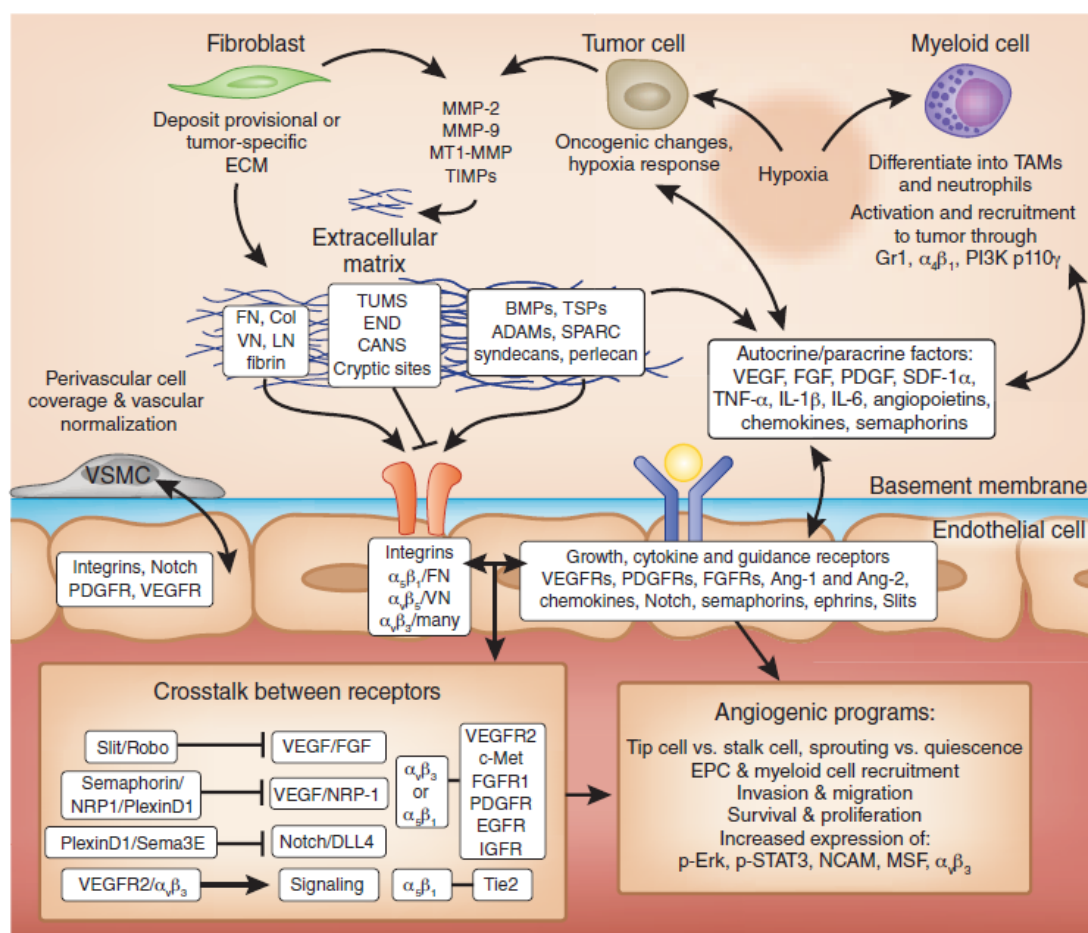 Fibroblast
Deposit provisional or
tumor-specific
ECM
MMP-2
MMP-9
MT1-MMP
TIMPs
Tumor cell
Oncogenic changes,
hypoxia response
Hypoxia
Myeloid cell
Differentiate into TAMs
and neutrophils
Activation and recruitment
to tumor through
Gr1, α₄β₁, PI3K p110γ
Extracellular
matrix
FN, Col
VN, LN
fibrin
TUMS
END
CANS
Cryptic sites
BMPs, TSPs
ADAMs, SPARC
syndecans, perlecan
Autocrine/paracrine factors:
VEGF, FGF, PDGF, SDF-1α,
TNF-α, IL-1β, IL-6, angiopoietins,
chemokines, semaphorins
Perivascular cell
coverage & vascular
normalization
VSMC
Basement membrane
Endothelial cell
Integrins, Notch
PDGFR, VEGFR
Integrins
α₅β₁/FN
αᵥβ₅/VN
αᵥβ₃/many
Growth, cytokine and guidance receptors
VEGFRs, PDGFRs, FGFRs, Ang-1 and Ang-2,
chemokines, Notch, semaphorins, ephrins, Slits
Crosstalk between receptors
Slit/Robo
VEGF/FGF
Semaphorin/
NRP1/PlexinD1
VEGF/NRP-1
PlexinD1/Sema3E
Notch/DLL4
VEGFR2/αᵥβ₃
Signaling
αᵥβ₃
or
α₅β₁
VEGFR2
c-Met
FGFR1
PDGFR
EGFR
IGFR
α₅β₁
Tie2
Angiogenic programs:
Tip cell vs. stalk cell, sprouting vs. quiescence
EPC & myeloid cell recruitment
Invasion & migration
Survival & proliferation
Increased expression of:
p-Erk, p-STAT3, NCAM, MSF, αᵥβ₃